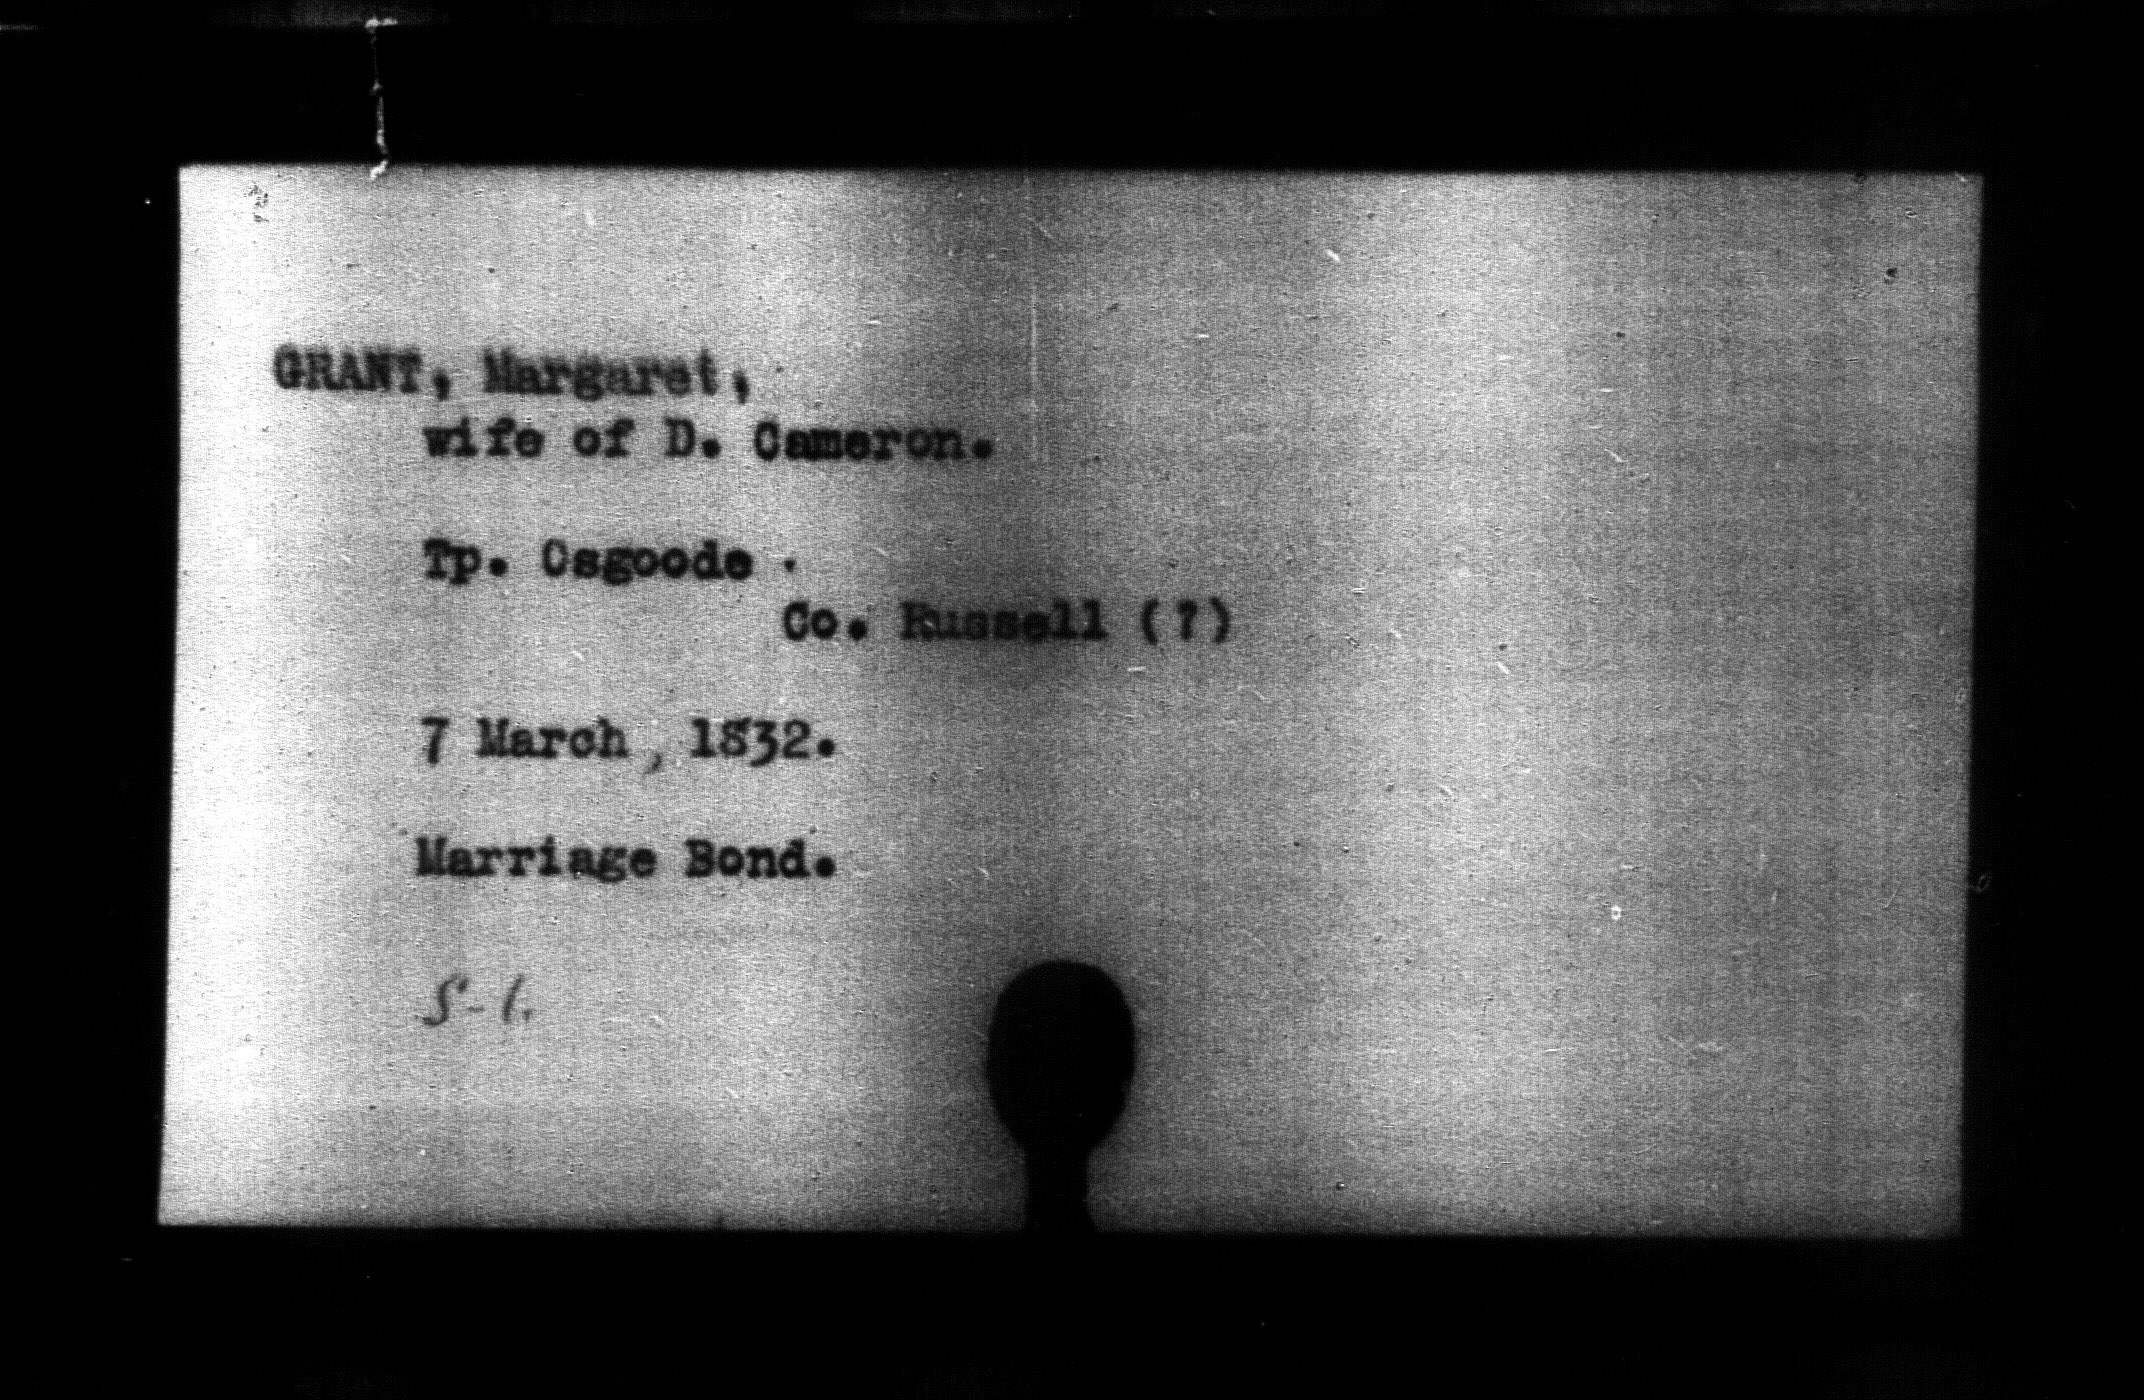 GRANT, Margaret,
wife of D. Cameron.
Tp. Osgoode .
Co. Russell (?)
7 March, 1832.
Marriage Bond.
S-1.